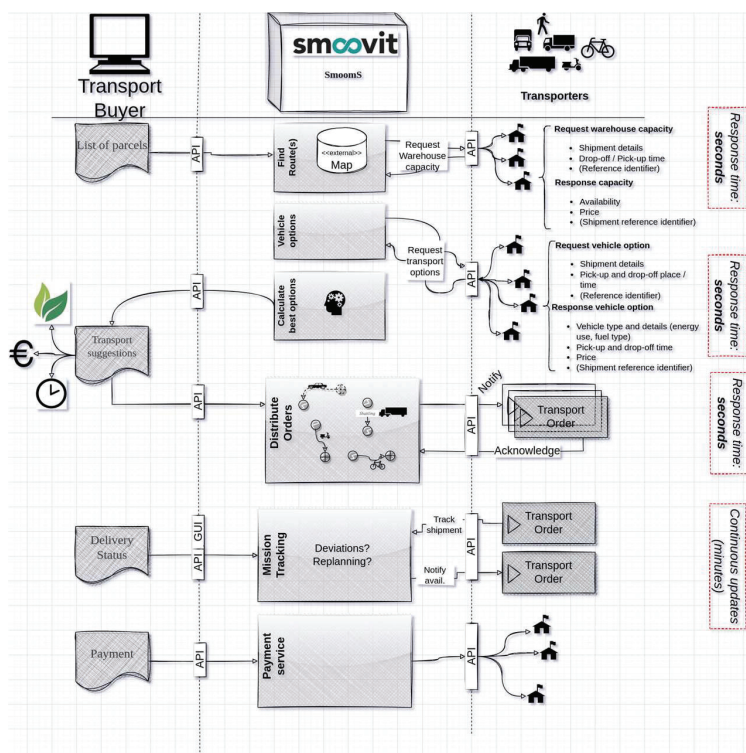 smoovit
SmoomS
Transport
Buyer
Transporters
List of parcels
API
Find
Route(s)
<<external>>
Map
Request
Warehouse
capacity
API
Request warehouse capacity
• Shipment details
• Drop-off / Pick-up time
• (Reference identifier)
Response capacity
• Availability
• Price
• (Shipment reference identifier)
Response time:
seconds
Vehicle
options
Request
transport
options
API
Request vehicle option
• Shipment details
• Pick-up and drop-off place /
time
• (Reference identifier)
Response vehicle option
• Vehicle type and details (energy
use, fuel type)
• Pick-up and drop-off time
• Price
• (Shipment reference identifier)
Response time:
seconds
API
Calculate
best options
€
Transport
suggestions
API
Distribute
Orders
Notify
API
Transport
Order
Acknowledge
Response time:
seconds
Delivery
Status
API GUI
Mission
Tracking
Deviations?
Replanning?
Track
shipment
API
Notify
avail.
Transport
Order
Transport
Order
Continuous updates
(minutes)
Payment
API
Payment
service
API